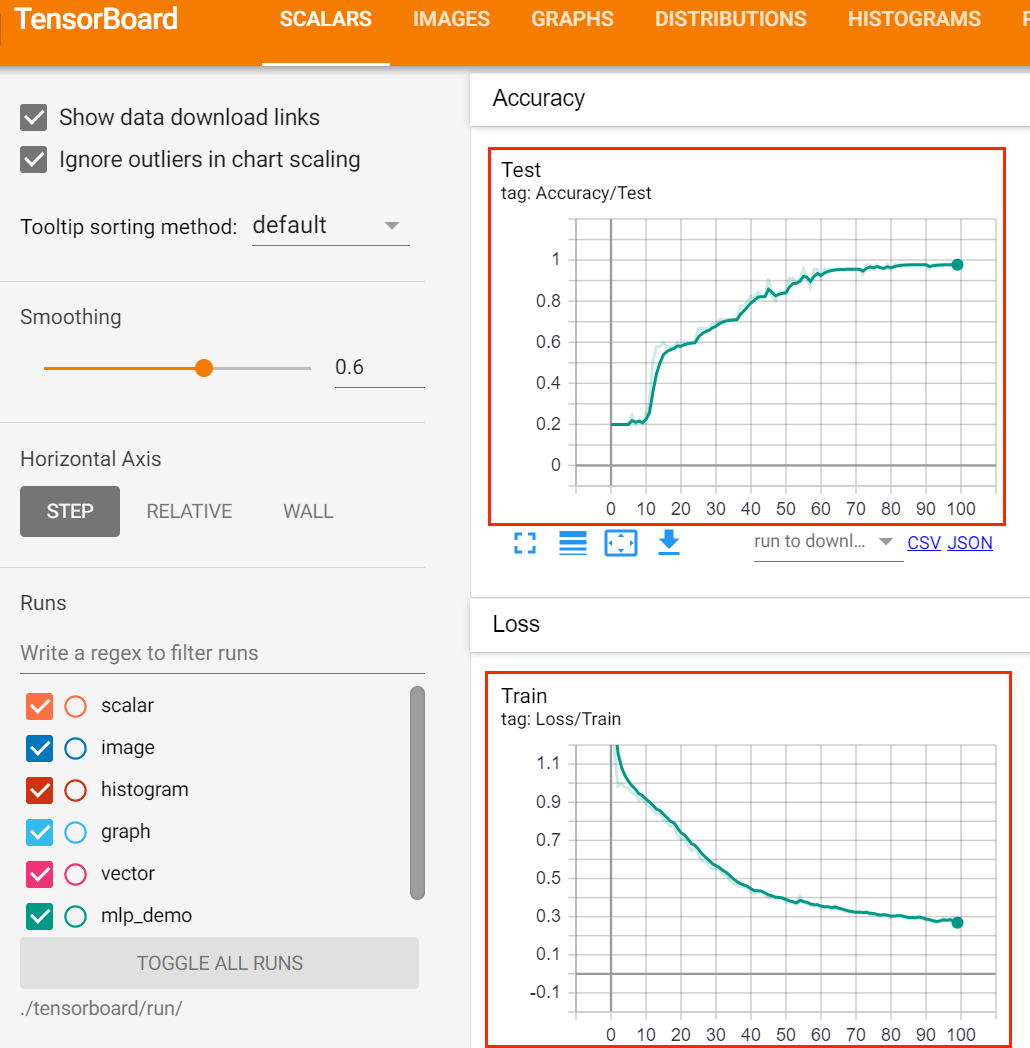 TensorBoard SCALARS IMAGES GRAPHS DISTRIBUTIONS HISTOGRAMS
Show data download links
Ignore outliers in chart scaling
Tooltip sorting method: default
Smoothing
0.6
Horizontal Axis
STEP RELATIVE WALL
Runs
Write a regex to filter runs
scalar
image
histogram
graph
vector
mlp_demo
TOGGLE ALL RUNS
./tensorboard/run/
Accuracy
Test
tag: Accuracy/Test
1
0.8
0.6
0.4
0.2
0
0 10 20 30 40 50 60 70 80 90 100
run to downl... CSV JSON
Loss
Train
tag: Loss/Train
1.1
0.9
0.7
0.5
0.3
0.1
-0.1
0 10 20 30 40 50 60 70 80 90 100